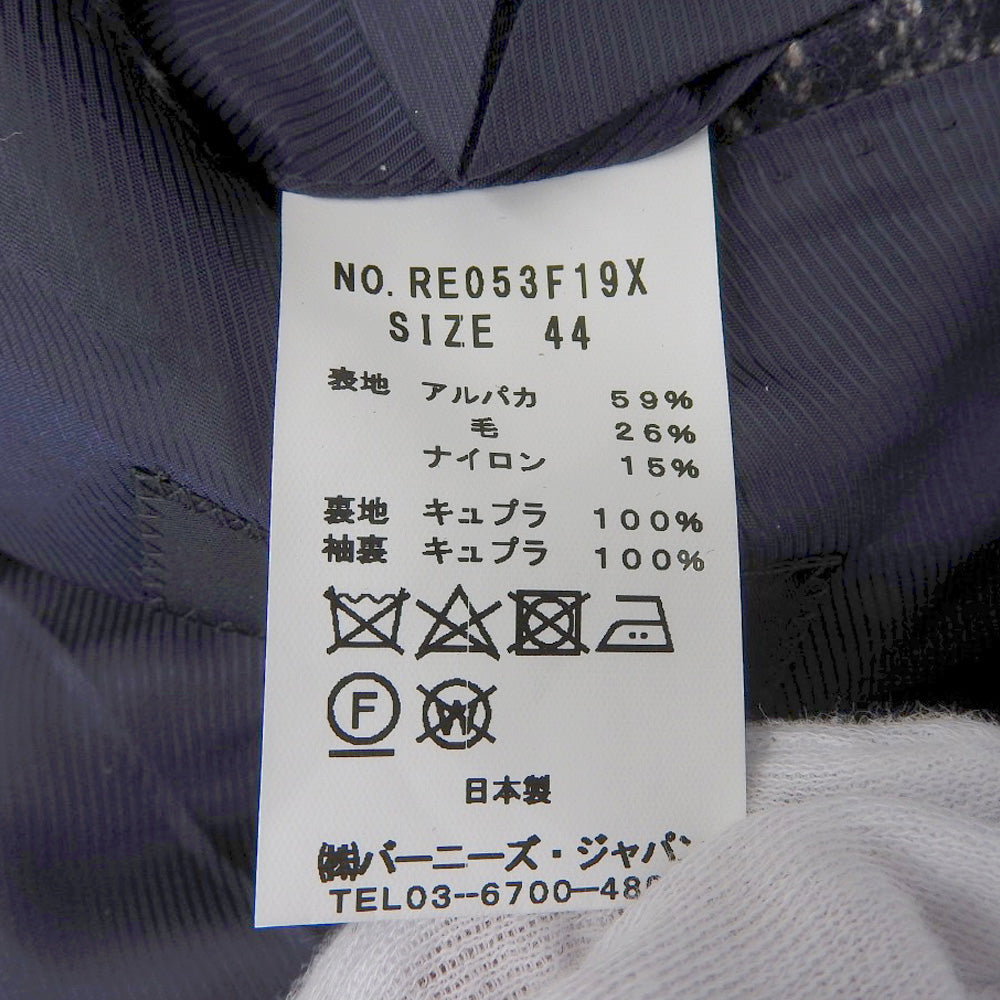 NO. RE053F19X
SIZE 44
表地 アルパカ 59%
毛 26%
ナイロン 15%
裏地 キュプラ 100%
袖裏 キュプラ 100%
F W
日本製
㈱バーニーズ・ジャパン
TEL03--6700—48